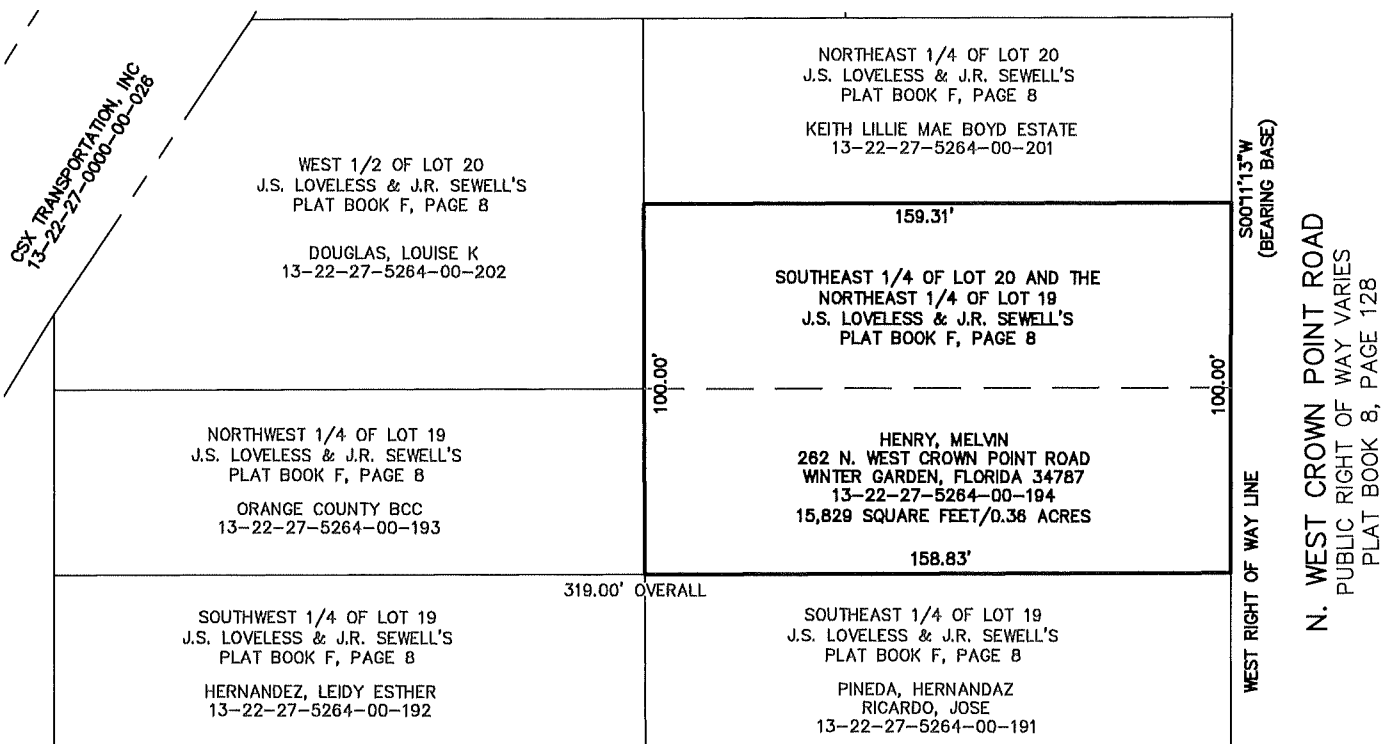 CSX TRANSPORTATION, INC
13-22-27-0000-00-026
WEST 1/2 OF LOT 20
J.S. LOVELESS & J.R. SEWELL'S
PLAT BOOK F, PAGE 8
DOUGLAS, LOUISE K
13-22-27-5264-00-202
NORTHEAST 1/4 OF LOT 20
J.S. LOVELESS & J.R. SEWELL'S
PLAT BOOK F, PAGE 8
KEITH LILLIE MAE BOYD ESTATE
13-22-27-5264-00-201
S00°11'13"W
(BEARING BASE)
159.31'
SOUTHEAST 1/4 OF LOT 20 AND THE
NORTHEAST 1/4 OF LOT 19
J.S. LOVELESS & J.R. SEWELL'S
PLAT BOOK F, PAGE 8
100.00'
100.00'
HENRY, MELVIN
262 N. WEST CROWN POINT ROAD
WINTER GARDEN, FLORIDA 34787
13-22-27-5264-00-194
15,829 SQUARE FEET/0.36 ACRES
158.83'
NORTHWEST 1/4 OF LOT 19
J.S. LOVELESS & J.R. SEWELL'S
PLAT BOOK F, PAGE 8
ORANGE COUNTY BCC
13-22-27-5264-00-193
319.00' OVERALL
SOUTHWEST 1/4 OF LOT 19
J.S. LOVELESS & J.R. SEWELL'S
PLAT BOOK F, PAGE 8
HERNANDEZ, LEIDY ESTHER
13-22-27-5264-00-192
SOUTHEAST 1/4 OF LOT 19
J.S. LOVELESS & J.R. SEWELL'S
PLAT BOOK F, PAGE 8
PINEDA, HERNANDAZ
RICARDO, JOSE
13-22-27-5264-00-191
WEST RIGHT OF WAY LINE
N. WEST CROWN POINT ROAD
PUBLIC RIGHT OF WAY VARIES
PLAT BOOK 8, PAGE 128